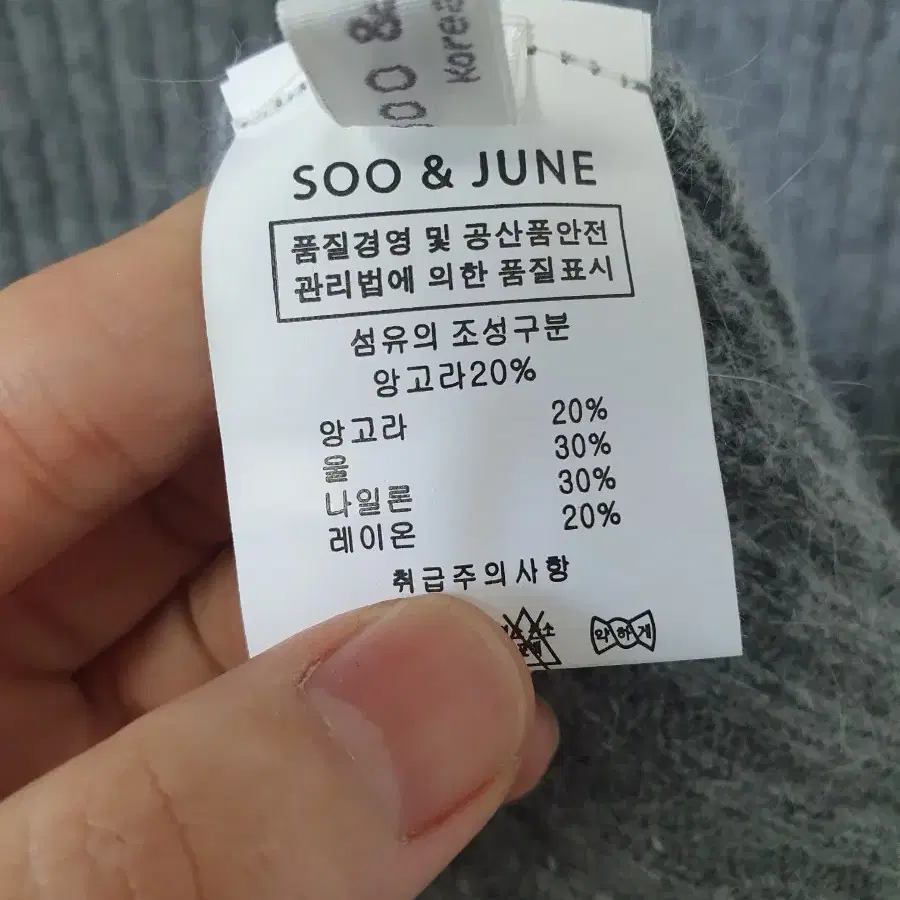 Korea
SOO & JUNE
품질경영 및 공산품안전
관리법에 의한 품질표시
섬유의 조성구분
앙고라20%
앙고라 20%
울 30%
나일론 30%
레이온 20%
취급주의사항
약하게